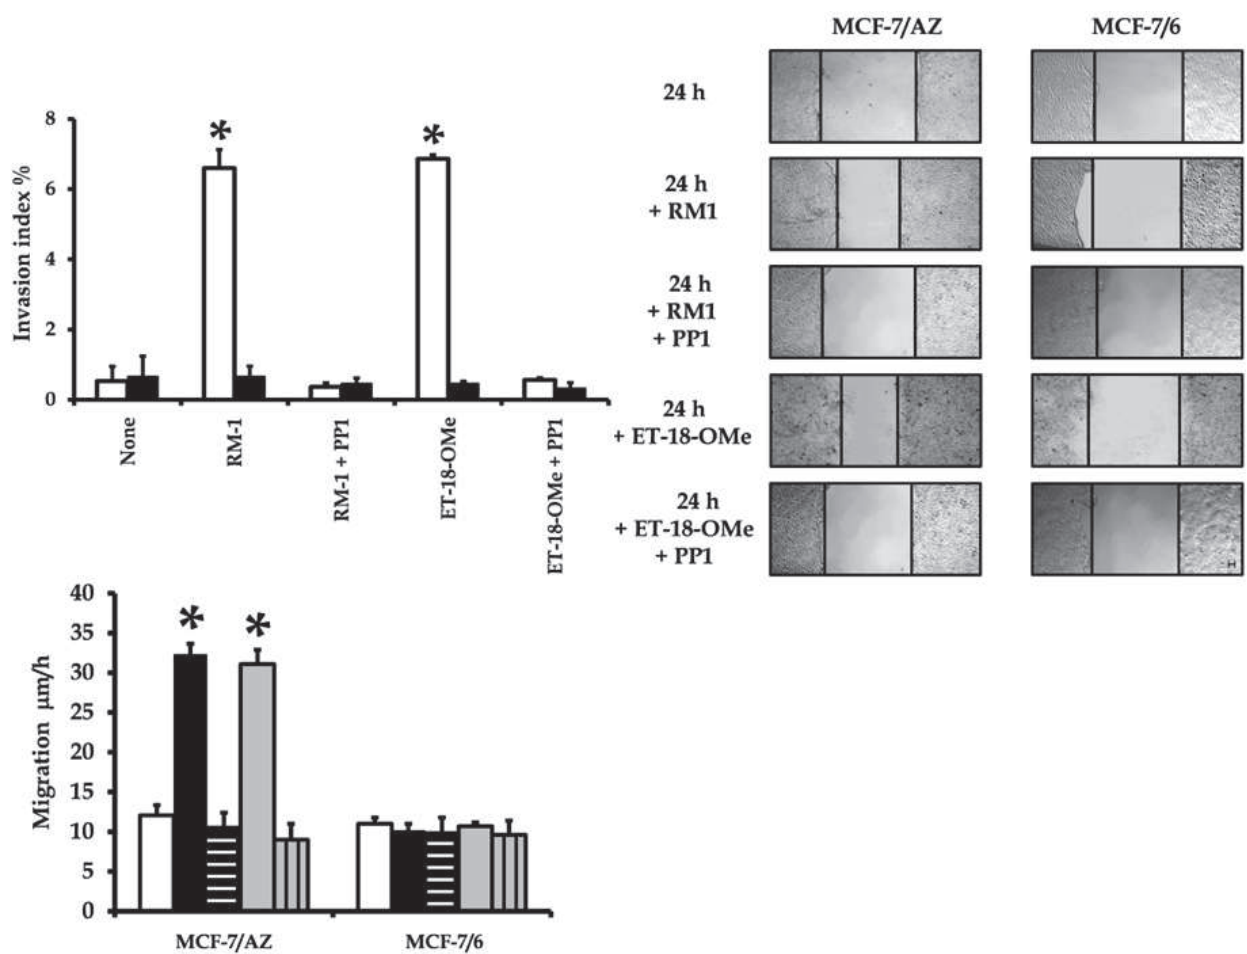 8
6
4
2
0
Invasion index %
*
*
None
RM-1
RM-1 + PP1
ET-18-OMe
ET-18-OMe + PP1
MCF-7/AZ
MCF-7/6
24 h
24 h
+ RM1
24 h
+ RM1
+ PP1
24 h
+ ET-18-OMe
24 h
+ ET-18-OMe
+ PP1
40
35
30
25
20
15
10
5
0
Migration μm/h
*
*
MCF-7/AZ
MCF-7/6